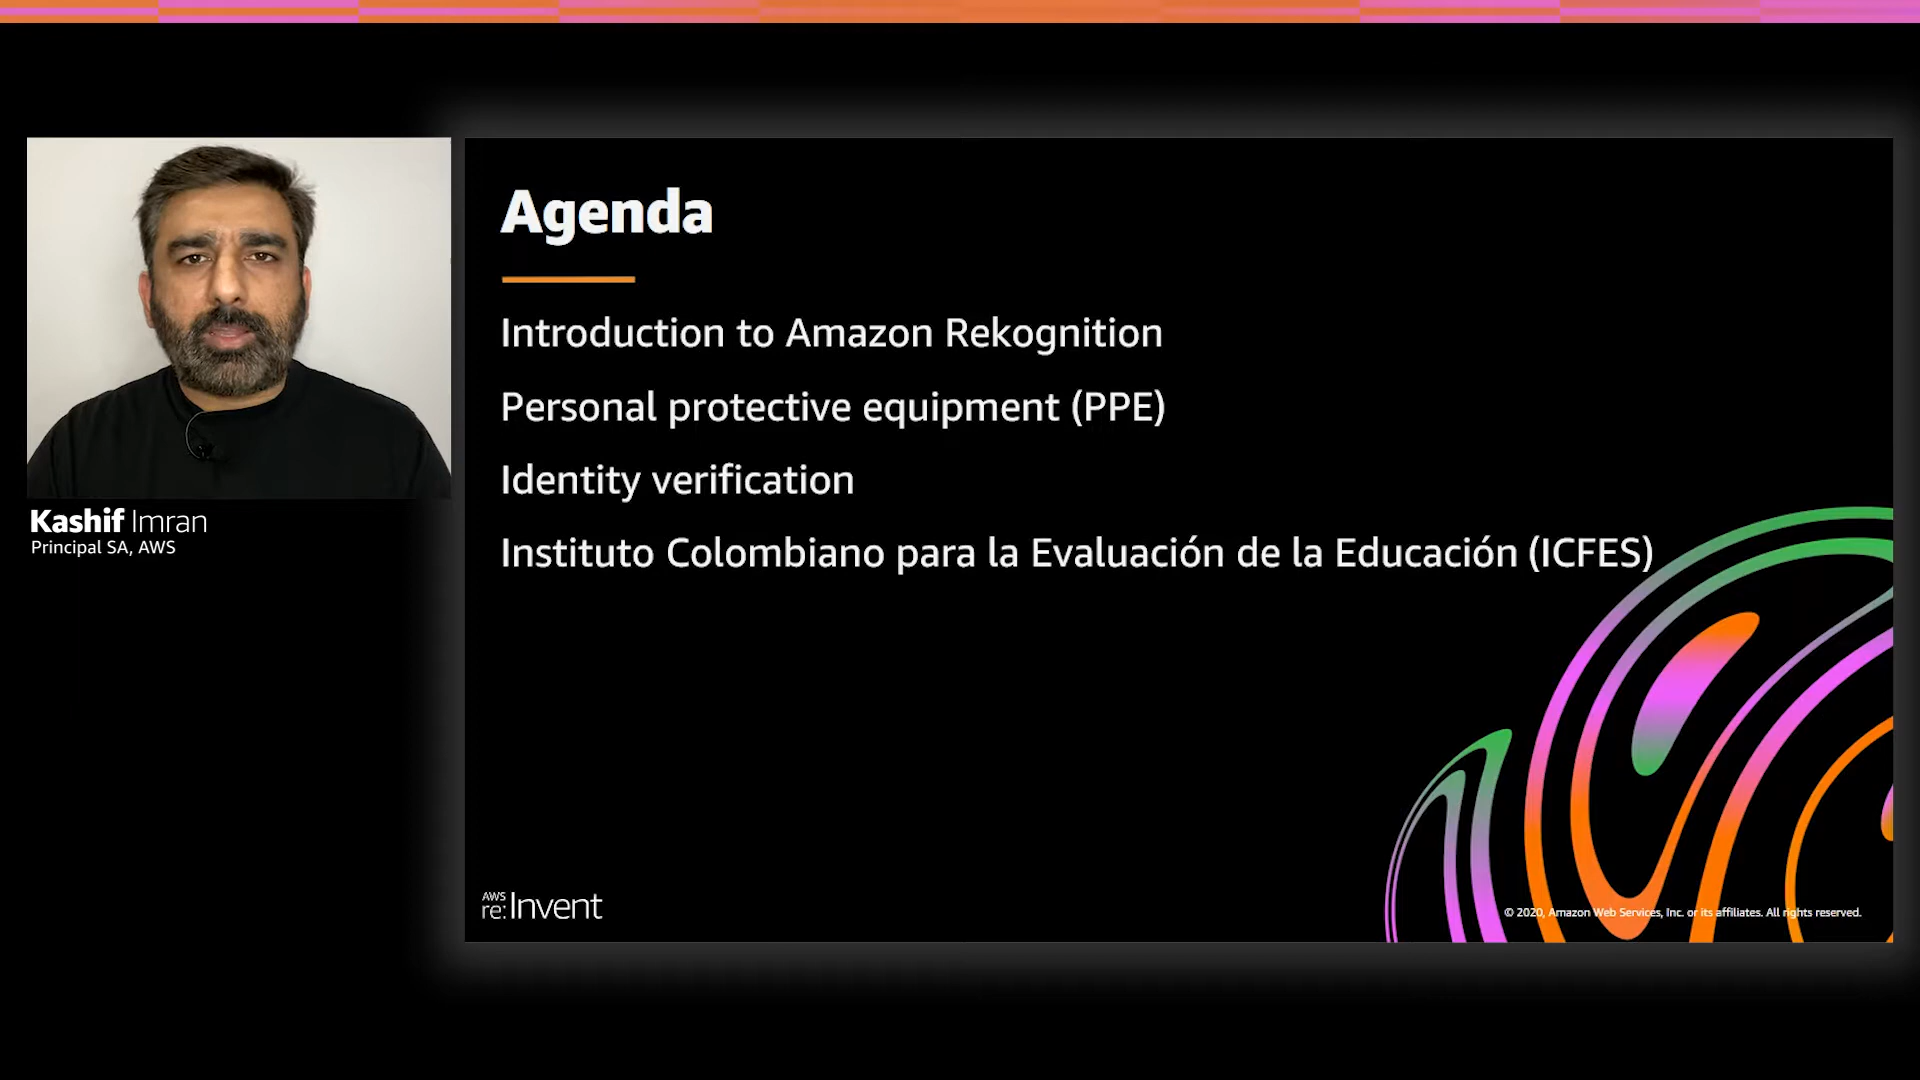 Agenda
Introduction to Amazon Rekognition
Personal protective equipment (PPE)
Identity verification
Instituto Colombiano para la Evaluación de la Educación (ICFES)
Kashif Imran
Principal SA, AWS
AWS
re:Invent
© 2020, Amazon Web Services, Inc. or its affiliates. All rights reserved.